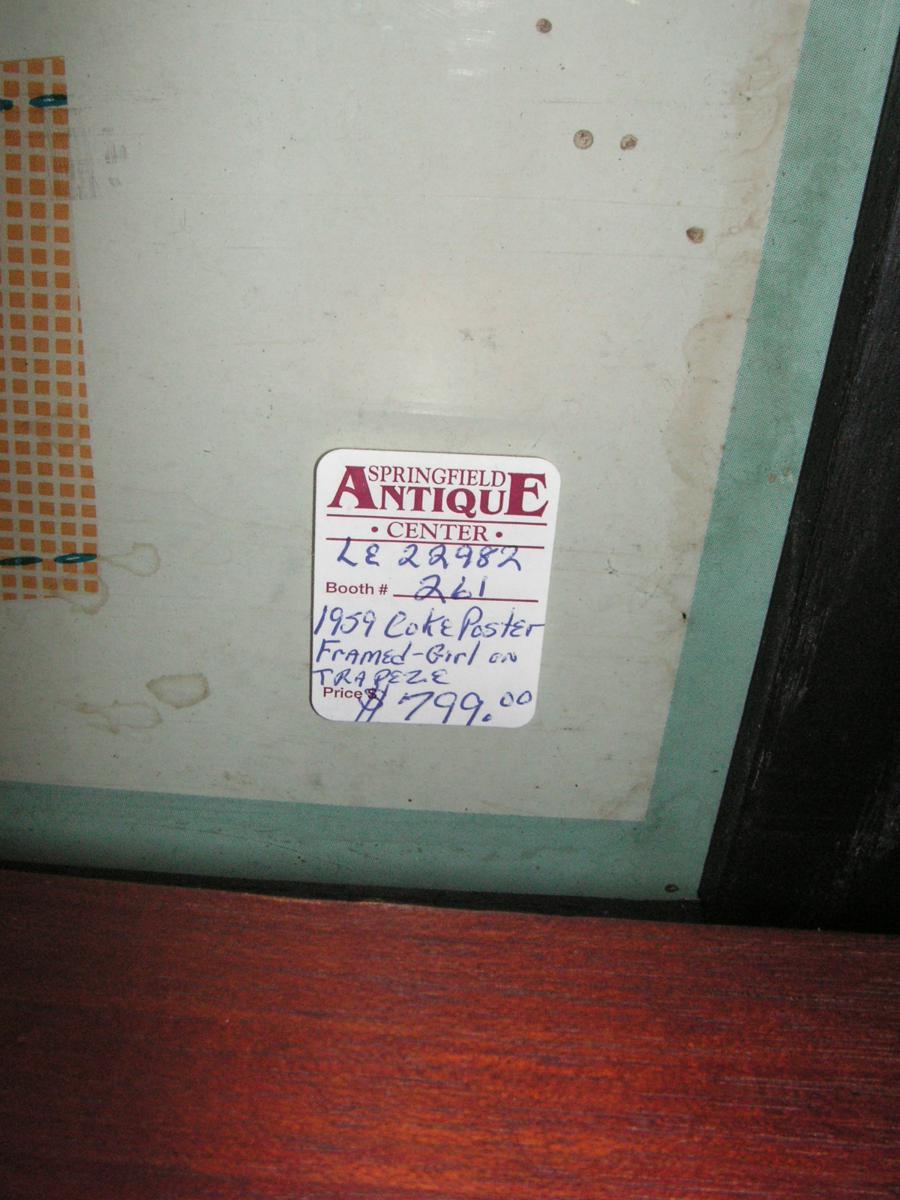 SPRINGFIELD
ANTIQUE
• CENTER •
LE 22982
Booth # 261
1959 Coke Poster
Framed-Girl on
TRAPEZE
Price $ $799.00